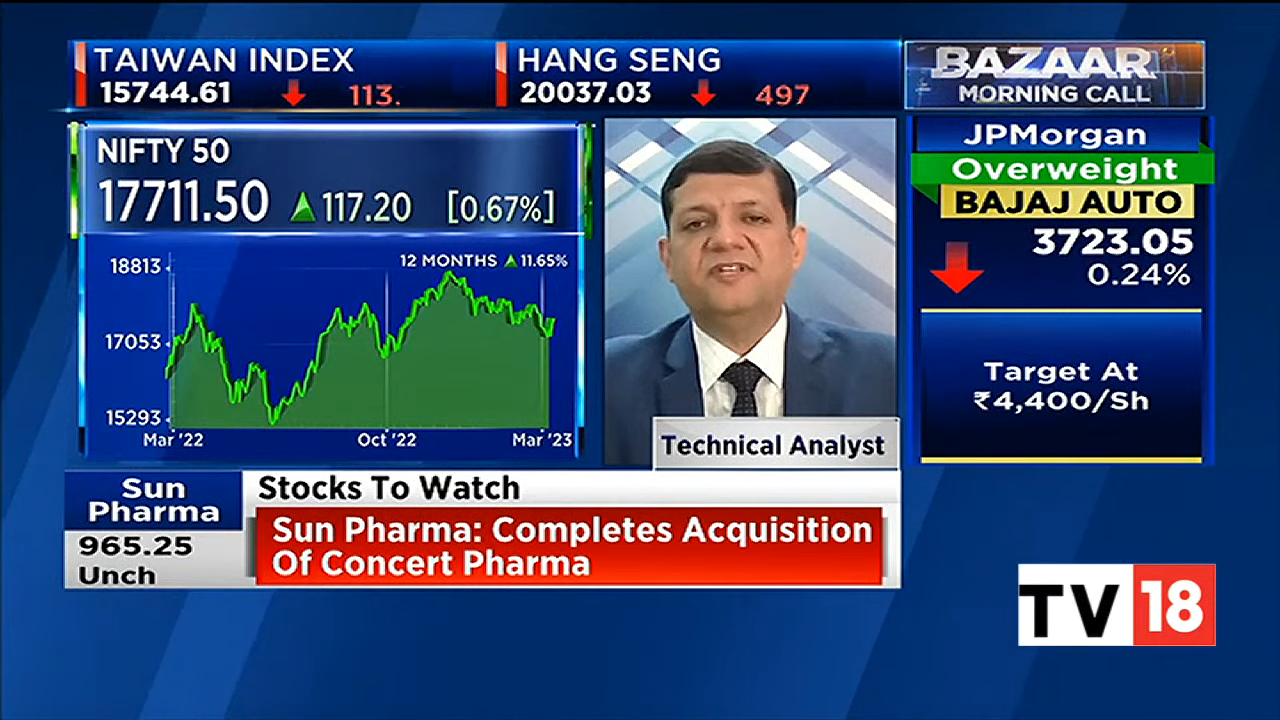 TAIWAN INDEX
15744.61 113.
HANG SENG
20037.03 497
BAZAAR
MORNING CALL
NIFTY 50
17711.50 117.20 [0.67%]
12 MONTHS 11.65%
18813
17053
15293
Mar '22 Oct '22 Mar '23
Technical Analyst
JPMorgan
Overweight
BAJAJ AUTO
3723.05
0.24%
Target At
₹4,400/Sh
Sun
Pharma
965.25
Unch
Stocks To Watch
Sun Pharma: Completes Acquisition
Of Concert Pharma
TV18